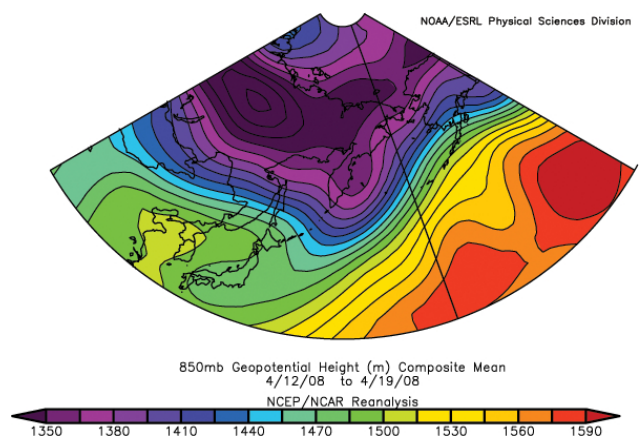 NOAA/ESRL Physical Sciences Division
850mb Geopotential Height (m) Composite Mean
4/12/08 to 4/19/08
NCEP/NCAR Reanalysis
1350 1380 1410 1440 1470 1500 1530 1560 1590